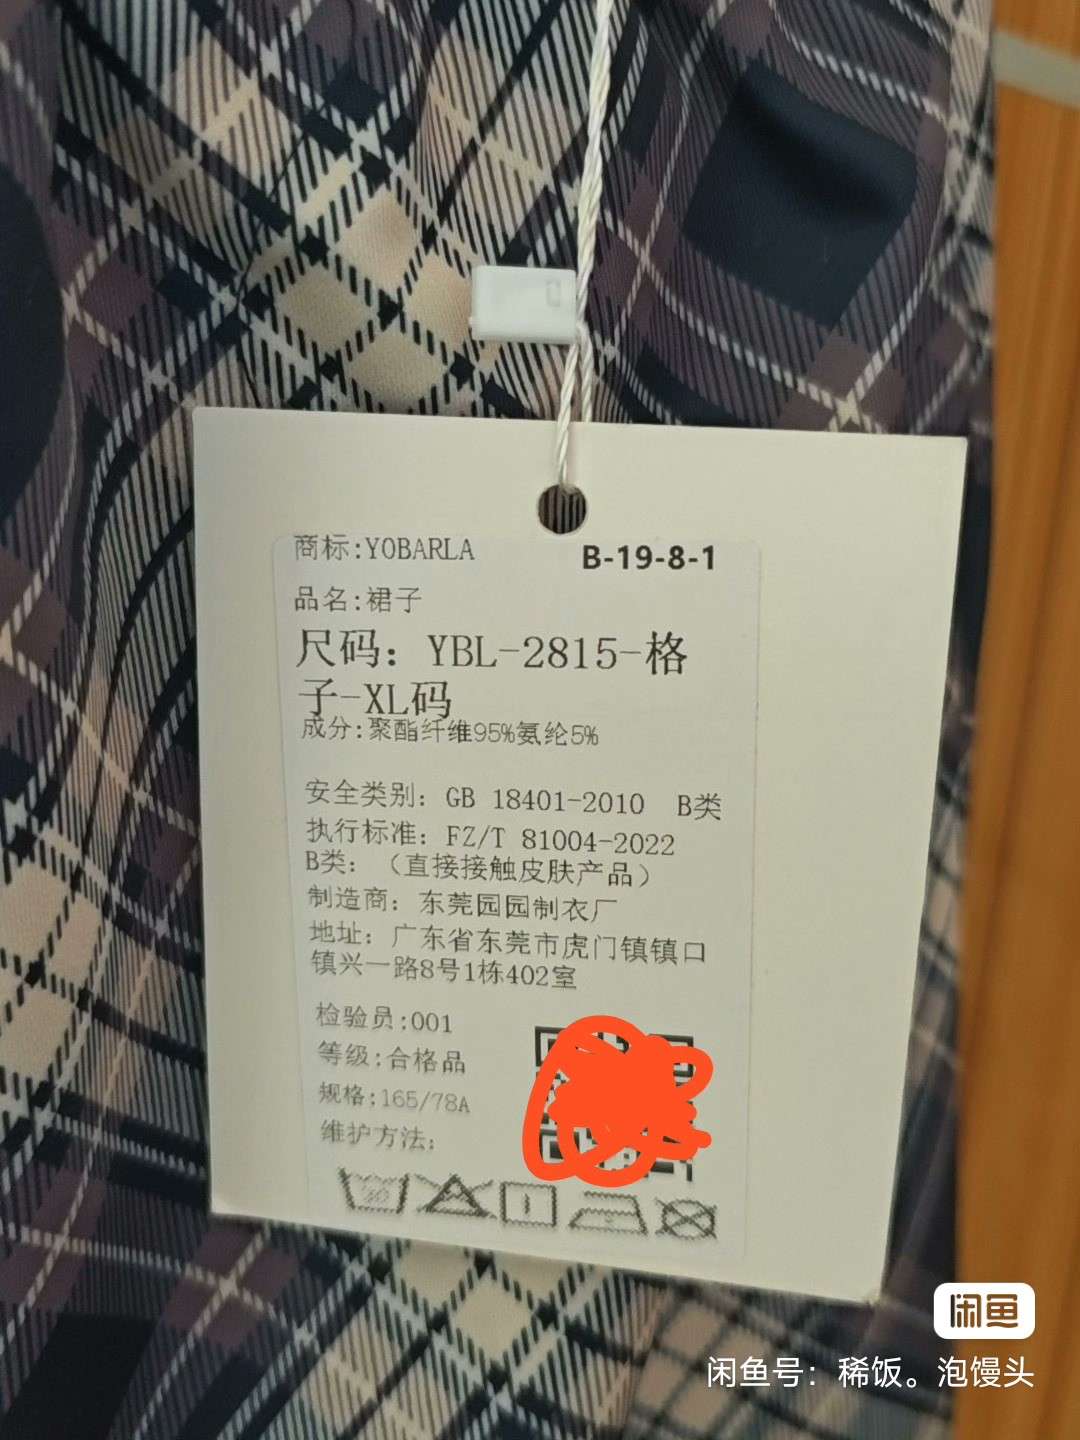 商标:YOBARLA
B-19-8-1
品名:裙子
尺码：YBL-2815-格
子-XL码
成分:聚酯纤维95%氨纶5%
安全类别：GB 18401-2010 B类
执行标准：FZ/T 81004-2022
B类：（直接接触皮肤产品）
制造商：东莞园园制衣厂
地址：广东省东莞市虎门镇镇口
镇兴一路8号1栋402室
检验员:001
等级:合格品
规格:165/78A
维护方法:
30
闲鱼
闲鱼号：稀饭。泡馒头